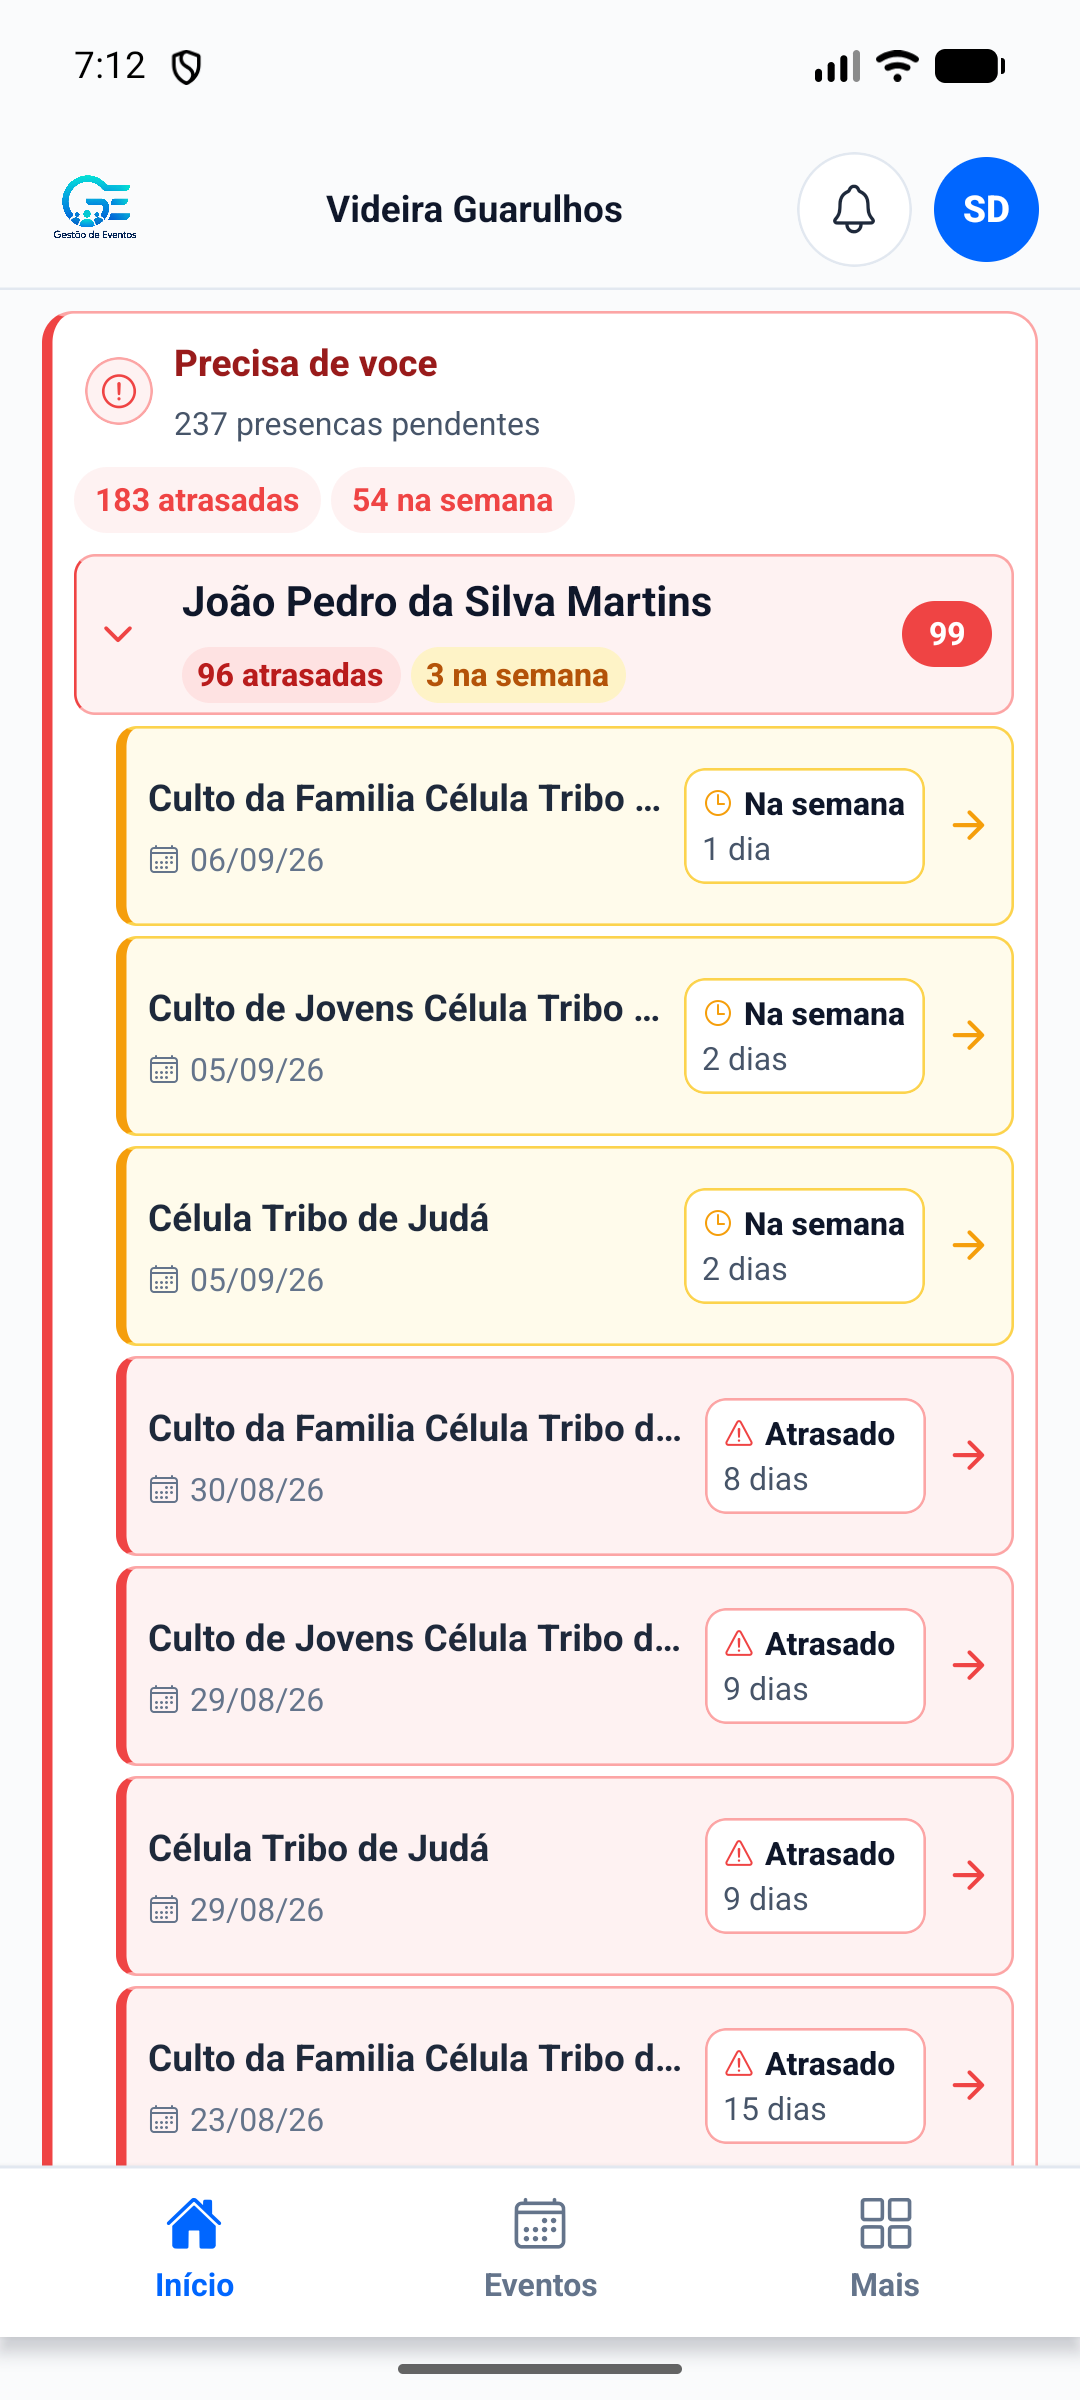 7:12
Gestão de Eventos
Videira Guarulhos
SD
Precisa de voce
237 presencas pendentes
183 atrasadas
54 na semana
João Pedro da Silva Martins
96 atrasadas
3 na semana
99
Culto da Familia Célula Tribo ...
06/09/26
Na semana
1 dia
Culto de Jovens Célula Tribo ...
05/09/26
Na semana
2 dias
Célula Tribo de Judá
05/09/26
Na semana
2 dias
Culto da Familia Célula Tribo d...
30/08/26
Atrasado
8 dias
Culto de Jovens Célula Tribo d...
29/08/26
Atrasado
9 dias
Célula Tribo de Judá
29/08/26
Atrasado
9 dias
Culto da Familia Célula Tribo d...
23/08/26
Atrasado
15 dias
Início
Eventos
Mais